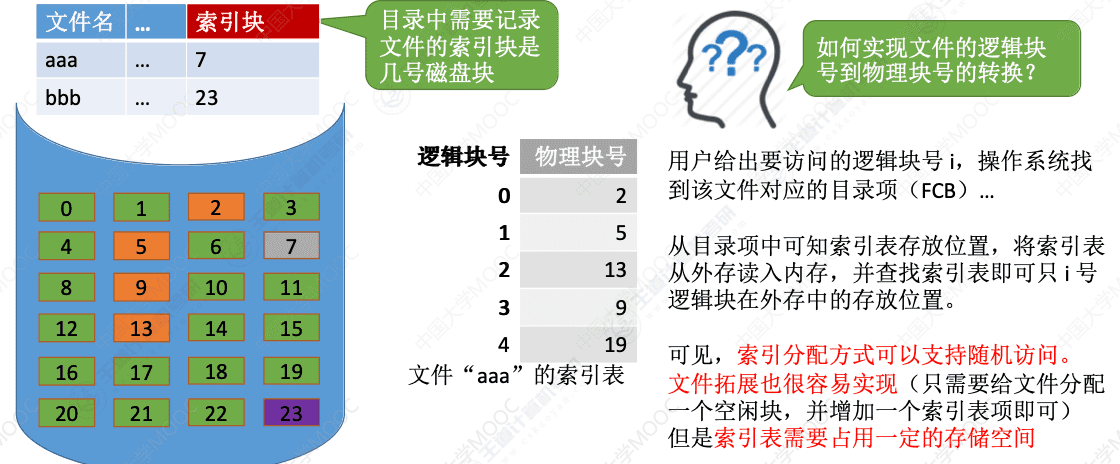 文件名 … 索引块
aaa … 7
bbb … 23
目录中需要记录
文件的索引块是
几号磁盘块
0 1 2 3
4 5 6 7
8 9 10 11
12 13 14 15
16 17 18 19
20 21 22 23
逻辑块号 物理块号
0 2
1 5
2 13
3 9
4 19
文件“aaa”的索引表
???
如何实现文件的逻辑块
号到物理块号的转换?
用户给出要访问的逻辑块号 i，操作系统找
到该文件对应的目录项（FCB）…
从目录项中可知索引表存放位置，将索引表
从外存读入内存，并查找索引表即可只 i 号
逻辑块在外存中的存放位置。
可见，索引分配方式可以支持随机访问。
文件拓展也很容易实现（只需要给文件分配
一个空闲块，并增加一个索引表项即可）
但是索引表需要占用一定的存储空间
中国大学MOOC